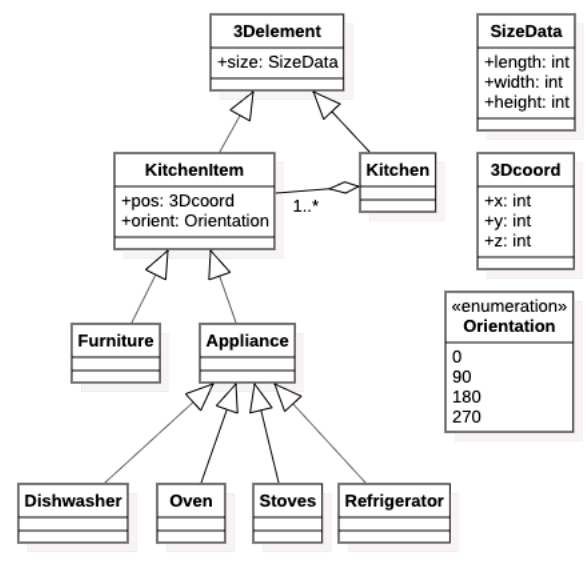 3Delement
+size: SizeData
SizeData
+length: int
+width: int
+height: int
KitchenItem
+pos: 3Dcoord
+orient: Orientation
1..*
Kitchen
3Dcoord
+x: int
+y: int
+z: int
«enumeration»
Orientation
0
90
180
270
Furniture
Appliance
Dishwasher
Oven
Stoves
Refrigerator